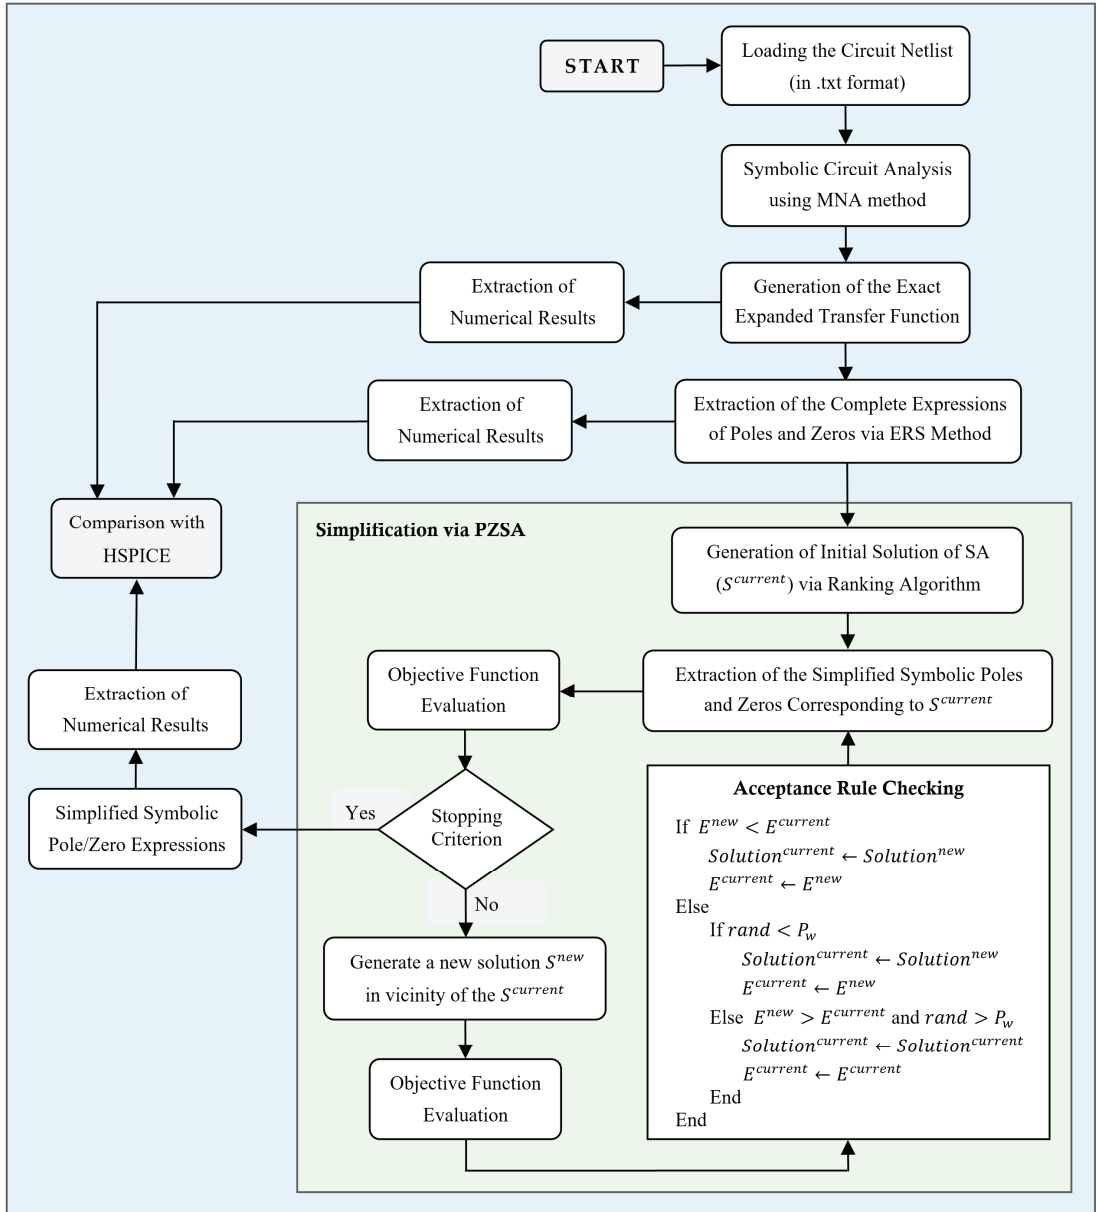 START
Loading the Circuit Netlist
(in .txt format)
Symbolic Circuit Analysis
using MNA method
Generation of the Exact
Expanded Transfer Function
Extraction of
Numerical Results
Extraction of the Complete Expressions
of Poles and Zeros via ERS Method
Extraction of
Numerical Results
Comparison with
HSPICE
Simplification via PZSA
Generation of Initial Solution of SA
(S^current) via Ranking Algorithm
Extraction of the Simplified Symbolic Poles
and Zeros Corresponding to S^current
Objective Function
Evaluation
Stopping
Criterion
Yes
Simplified Symbolic
Pole/Zero Expressions
Extraction of
Numerical Results
No
Generate a new solution S^new
in vicinity of the S^current
Objective Function
Evaluation
Acceptance Rule Checking
If E^new < E^current
Solution^current ← Solution^new
E^current ← E^new
Else
If rand < P_w
Solution^current ← Solution^new
E^current ← E^new
Else E^new > E^current and rand > P_w
Solution^current ← Solution^current
E^current ← E^current
End
End